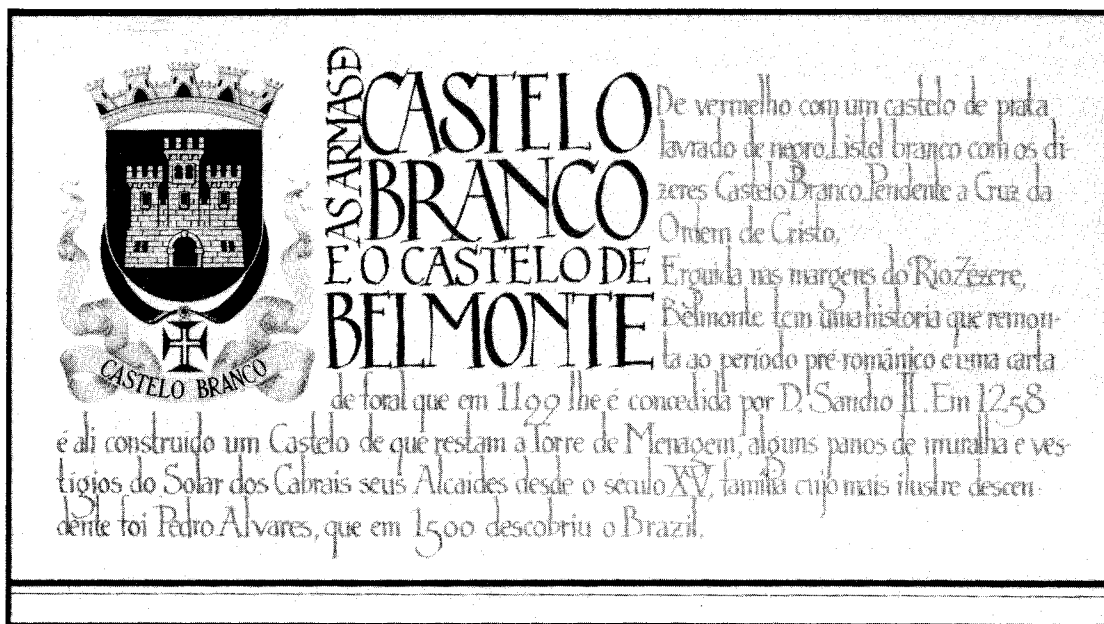 AS ARMAS DE
CASTELO
BRANCO
E O CASTELO DE
BELMONTE
De vermelho com um castelo de prata
lavrado de negro. Listel branco com os di-
zeres Castelo Branco. Pendente a Cruz da
Ordem de Cristo.
Erguida nas margens do Rio Zêzere,
Belmonte tem uma historia que remon-
ta ao período pré-românico e uma carta
de foral que em 1199 lhe é concedida por D. Sancho II. Em 1258
é ali construido um Castelo de que restam a Torre de Menagem, alguns panos de muralha e ves-
tigios do Solar dos Cabrais seus Alcaides desde o seculo XV, familia cujo mais ilustre descen-
dente foi Pedro Alvares, que em 1500 descobriu o Brazil.
CASTELO BRANCO